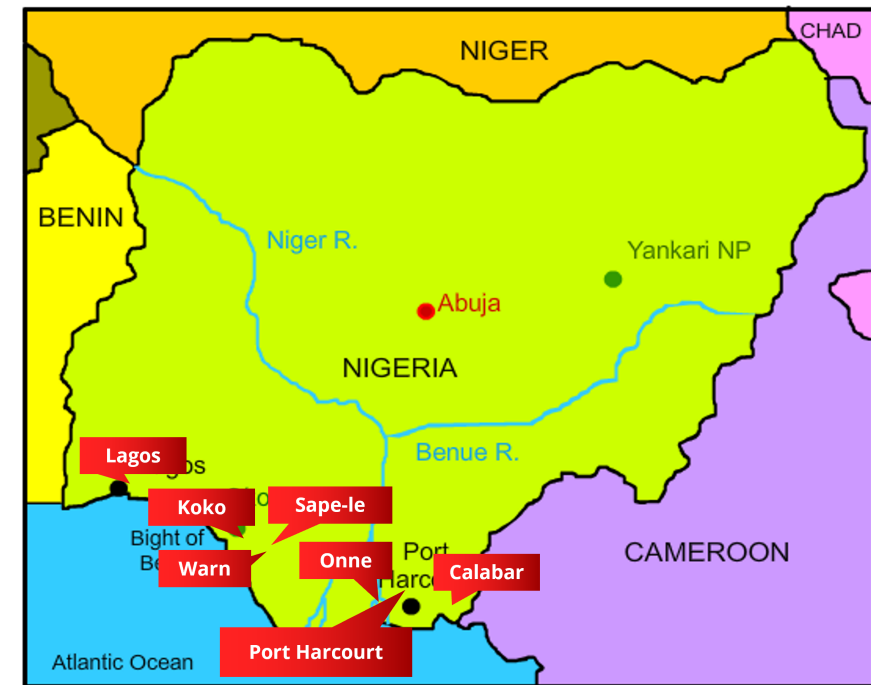 CHAD
NIGER
BENIN
Niger R.
Yankari NP
Abuja
NIGERIA
Benue R.
Lagos
Koko
Sape-le
Bight of
Warn
Onne
Port
CAMEROON
Calabar
Port Harcourt
Atlantic Ocean